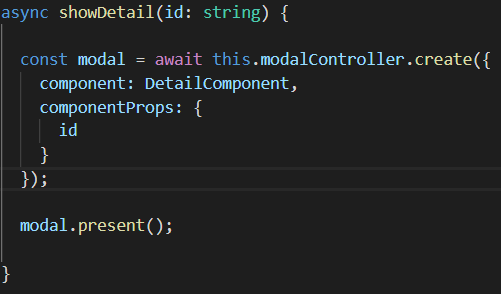 async showDetail(id: string) {
const modal = await this.modalController.create({
component: DetailComponent,
componentProps: {
id
}
});
modal.present();
}